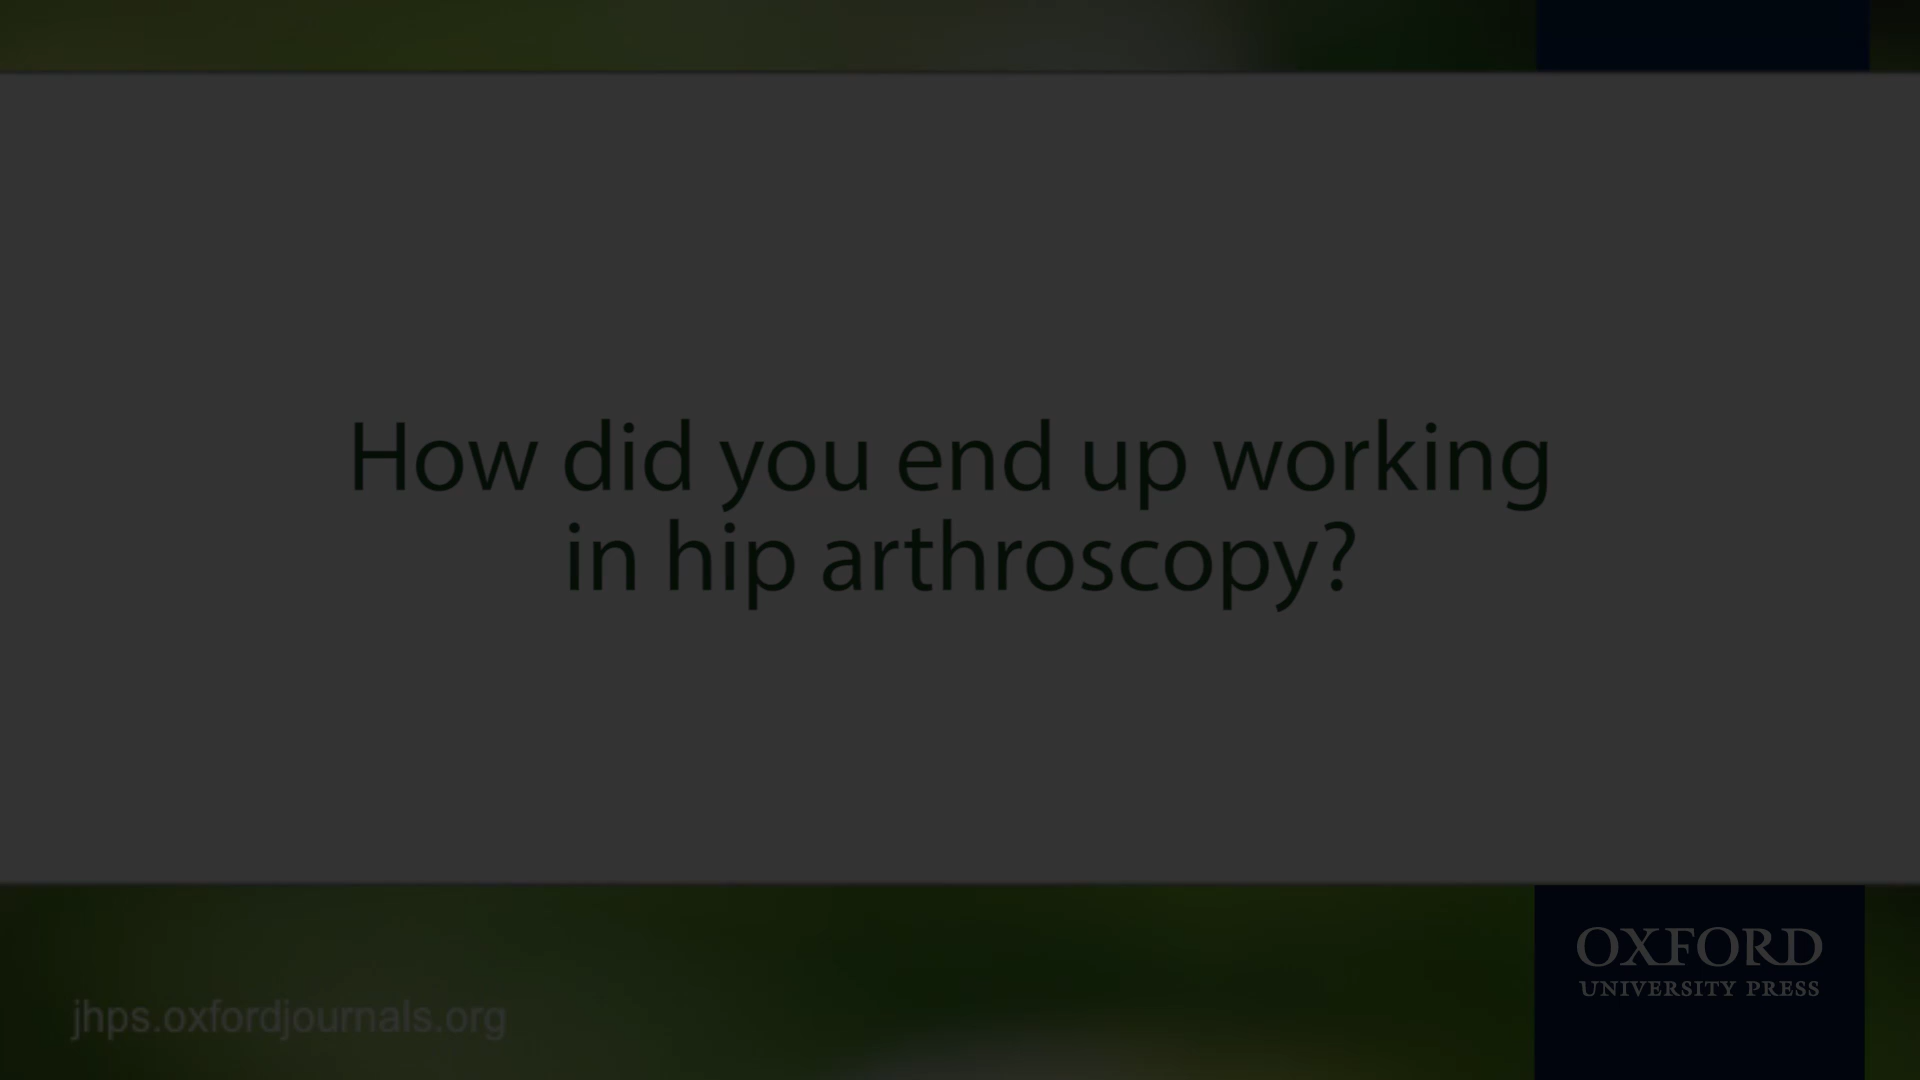 How did you end up working
in hip arthroscopy?
OXFORD
UNIVERSITY PRESS
jhps.oxfordjournals.org